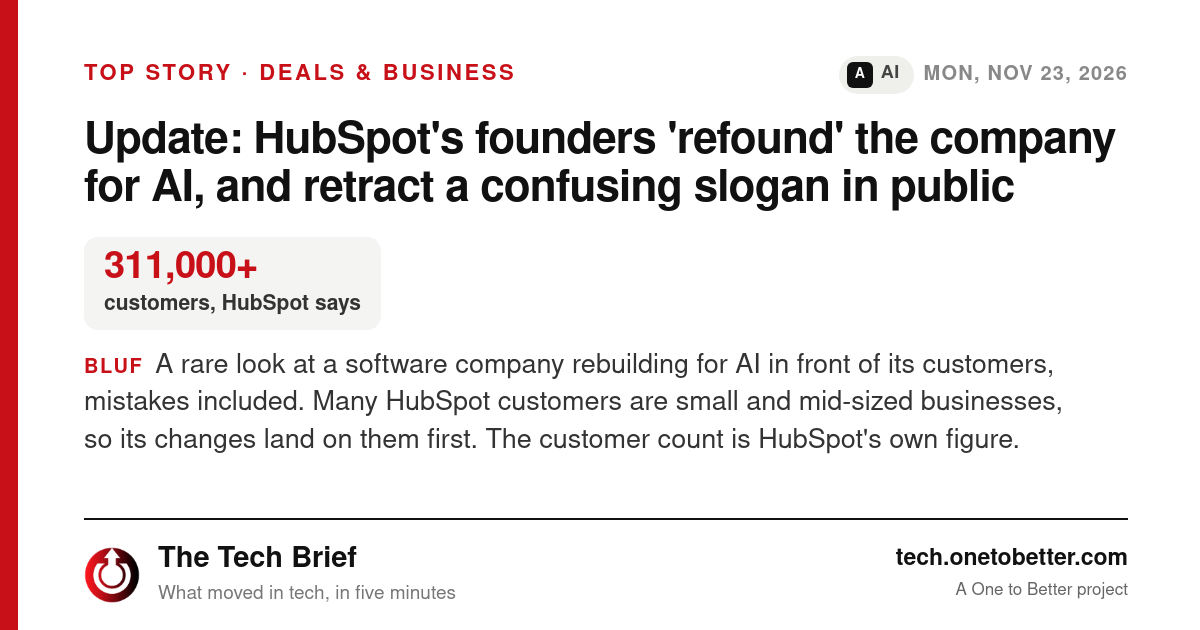 TOP STORY · DEALS & BUSINESS
A AI MON, NOV 23, 2026
Update: HubSpot's founders 'refound' the company
for AI, and retract a confusing slogan in public
311,000+
customers, HubSpot says
BLUF A rare look at a software company rebuilding for AI in front of its customers,
mistakes included. Many HubSpot customers are small and mid-sized businesses,
so its changes land on them first. The customer count is HubSpot's own figure.
The Tech Brief
What moved in tech, in five minutes
tech.onetobetter.com
A One to Better project